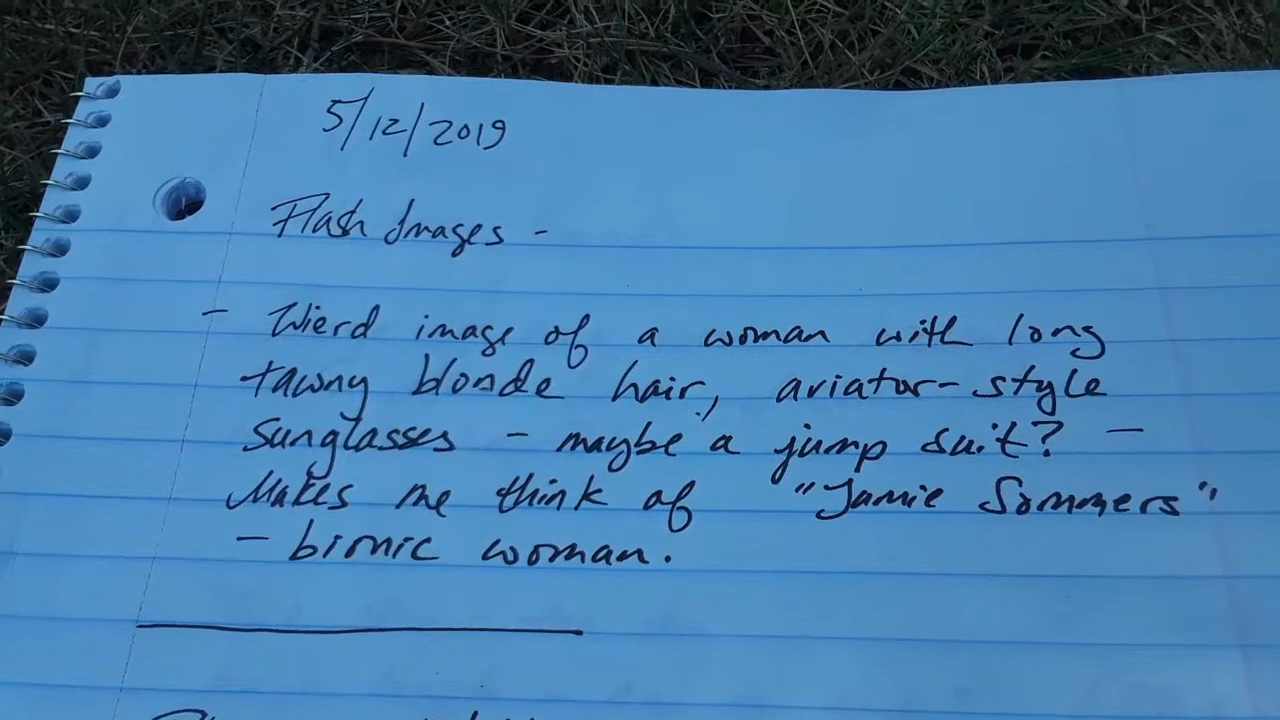 5/12/2019
Flash Images -
- Wierd image of a woman with long
tawny blonde hair, aviator-style
sunglasses - maybe a jump suit? -
Makes me think of "Jamie Sommers"
- bionic woman.